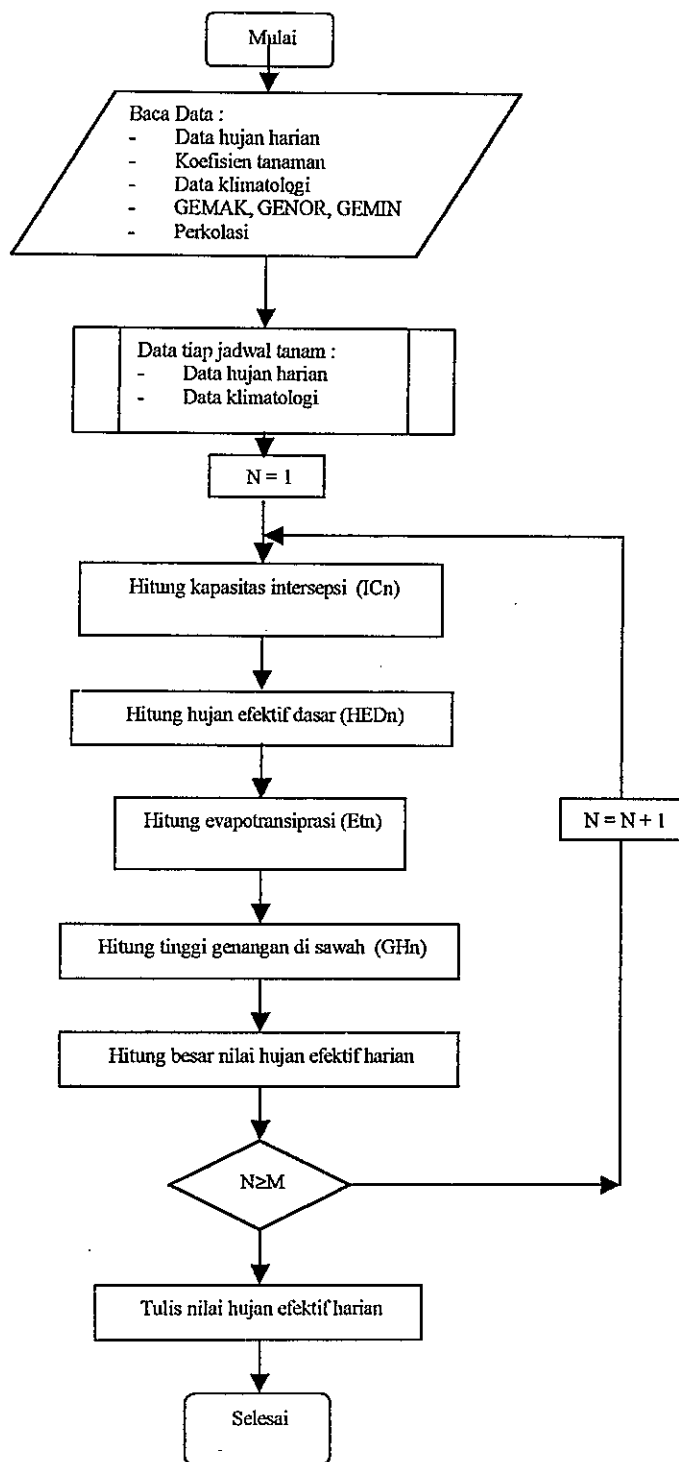 Mulai
Baca Data :
- Data hujan harian
- Koefisien tanaman
- Data klimatologi
- GEMAK, GENOR, GEMIN
- Perkolasi
Data tiap jadwal tanam :
- Data hujan harian
- Data klimatologi
N = 1
Hitung kapasitas intersepsi (ICn)
Hitung hujan efektif dasar (HEDn)
Hitung evapotransiprasi (Etn)
N = N + 1
Hitung tinggi genangan di sawah (GHn)
Hitung besar nilai hujan efektif harian
N≥M
Tulis nilai hujan efektif harian
Selesai